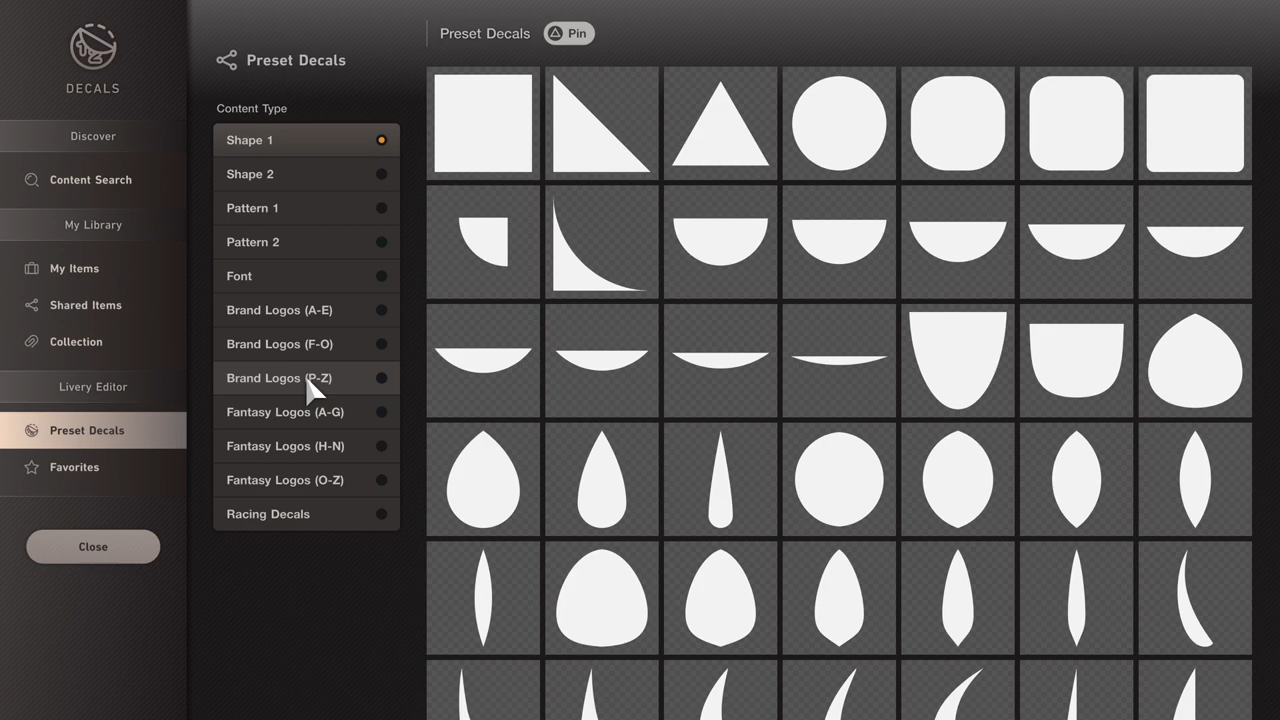 DECALS
Discover
Content Search
My Library
My Items
Shared Items
Collection
Livery Editor
Preset Decals
Favorites
Close
Preset Decals
Content Type
Shape 1
Shape 2
Pattern 1
Pattern 2
Font
Brand Logos (A-E)
Brand Logos (F-O)
Brand Logos (P-Z)
Fantasy Logos (A-G)
Fantasy Logos (H-N)
Fantasy Logos (O-Z)
Racing Decals
Preset Decals Pin